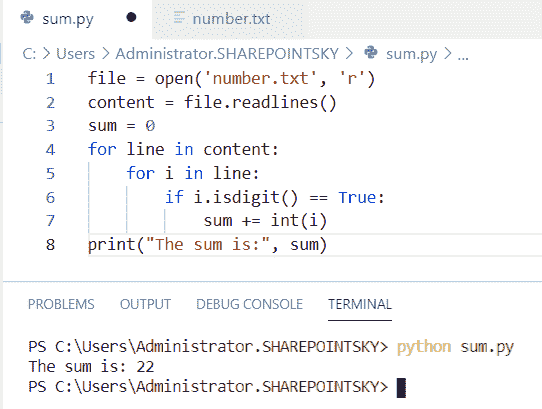 sum.py ● number.txt
C: > Users > Administrator.SHAREPOINTSKY > sum.py > ...
1 file = open('number.txt', 'r')
2 content = file.readlines()
3 sum = 0
4 for line in content:
5     for i in line:
6         if i.isdigit() == True:
7             sum += int(i)
8 print("The sum is:", sum)
PROBLEMS OUTPUT DEBUG CONSOLE TERMINAL
PS C:\Users\Administrator.SHAREPOINTSKY> python sum.py
The sum is: 22
PS C:\Users\Administrator.SHAREPOINTSKY>